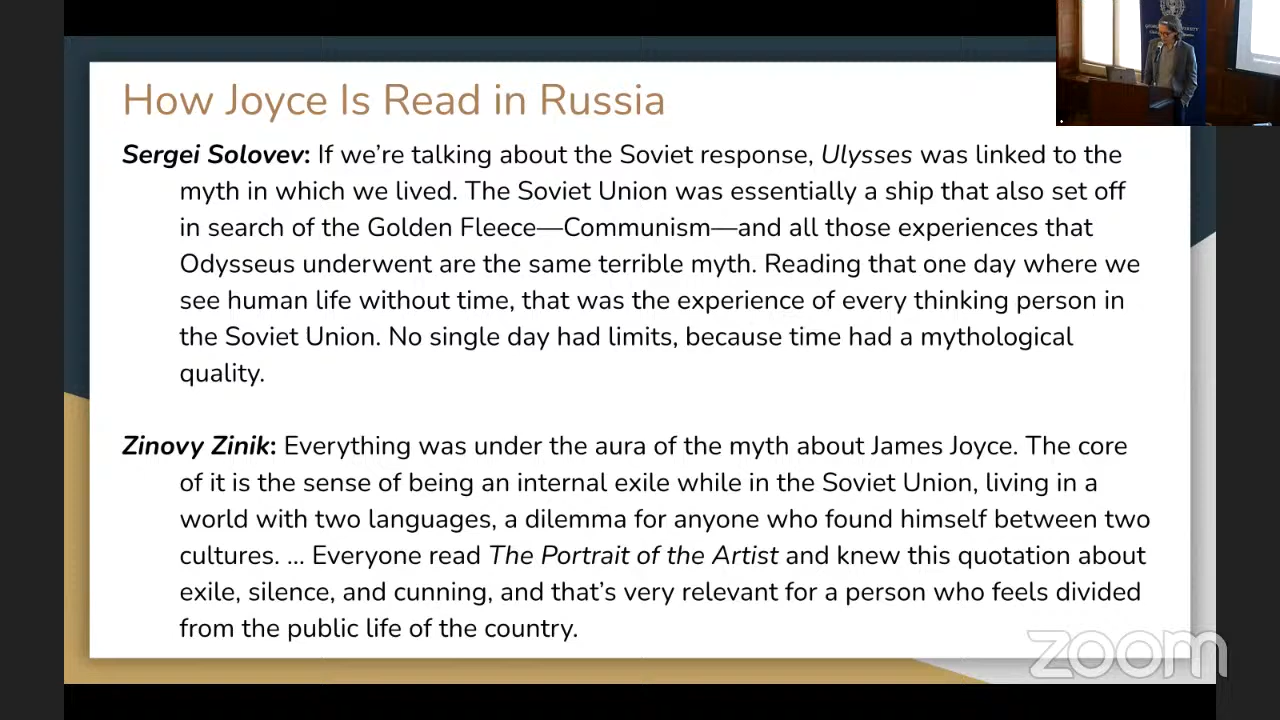 How Joyce Is Read in Russia
Sergei Solovev: If we're talking about the Soviet response, Ulysses was linked to the
myth in which we lived. The Soviet Union was essentially a ship that also set off
in search of the Golden Fleece—Communism—and all those experiences that
Odysseus underwent are the same terrible myth. Reading that one day where we
see human life without time, that was the experience of every thinking person in
the Soviet Union. No single day had limits, because time had a mythological
quality.
Zinovy Zinik: Everything was under the aura of the myth about James Joyce. The core
of it is the sense of being an internal exile while in the Soviet Union, living in a
world with two languages, a dilemma for anyone who found himself between two
cultures. ... Everyone read The Portrait of the Artist and knew this quotation about
exile, silence, and cunning, and that's very relevant for a person who feels divided
from the public life of the country.
zoom